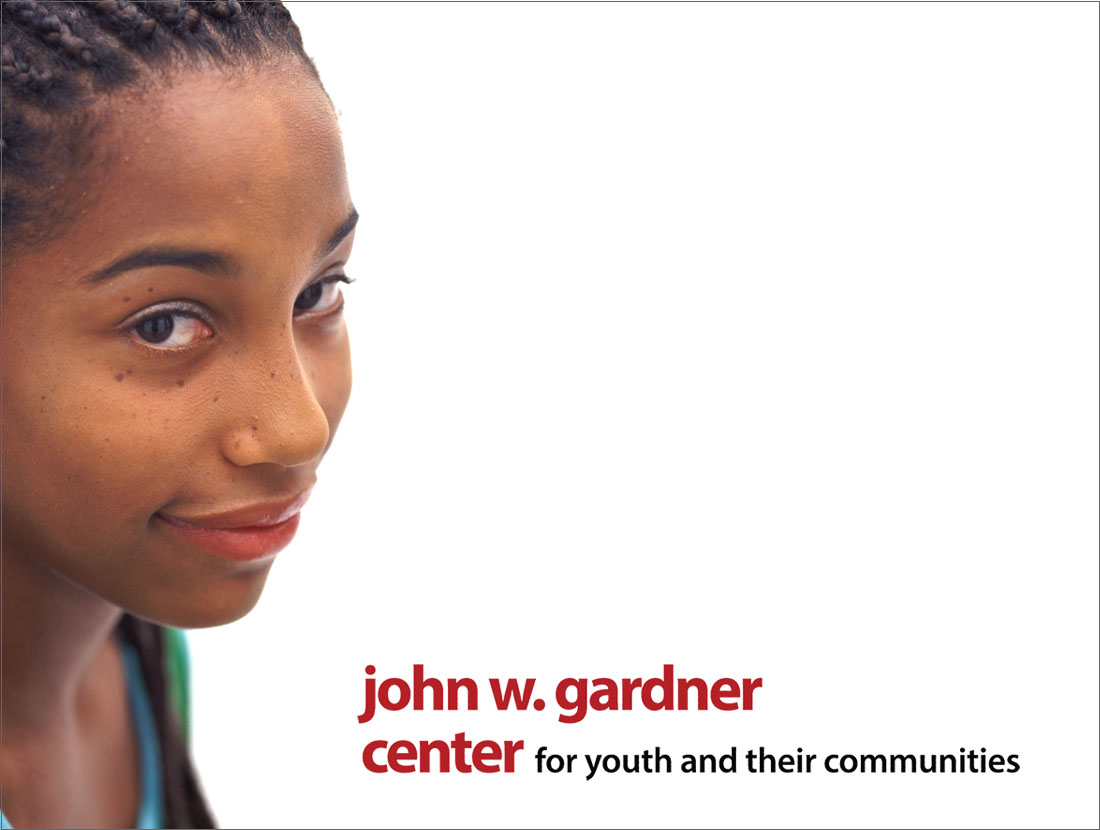 john w. gardner
center for youth and their communities